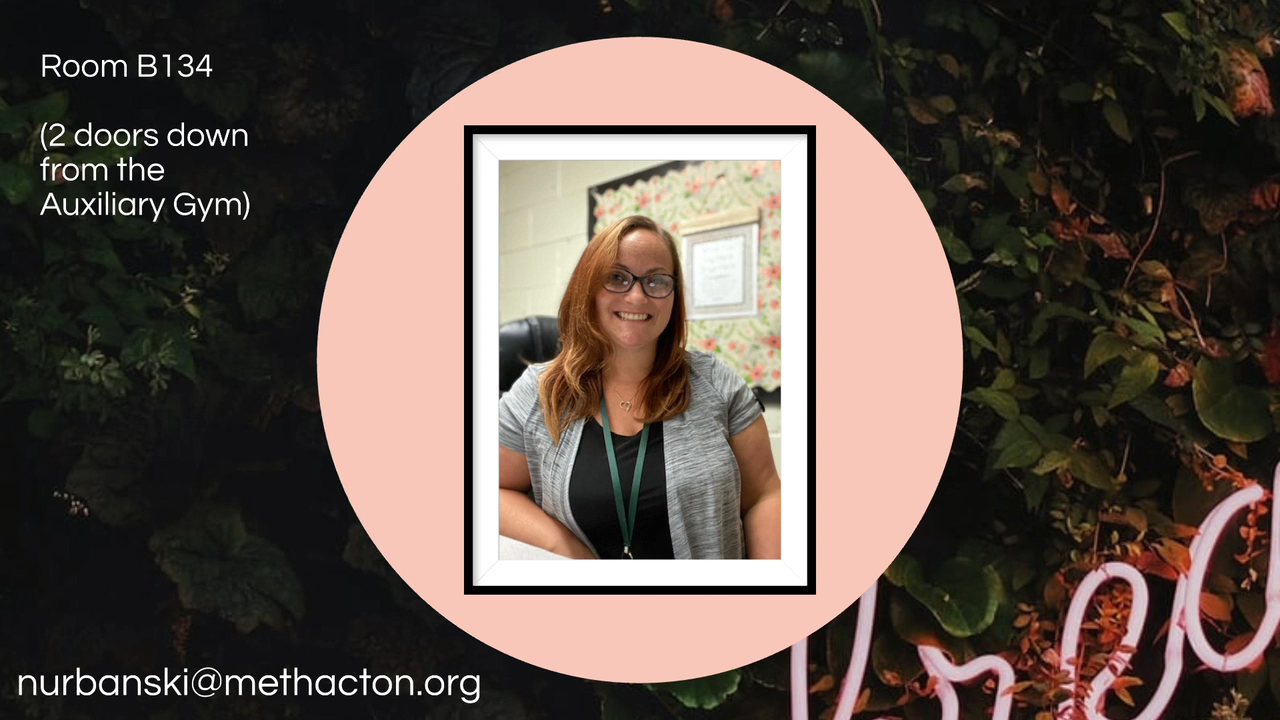 Room B134
(2 doors down
from the
Auxiliary Gym)
nurbanski@methacton.org